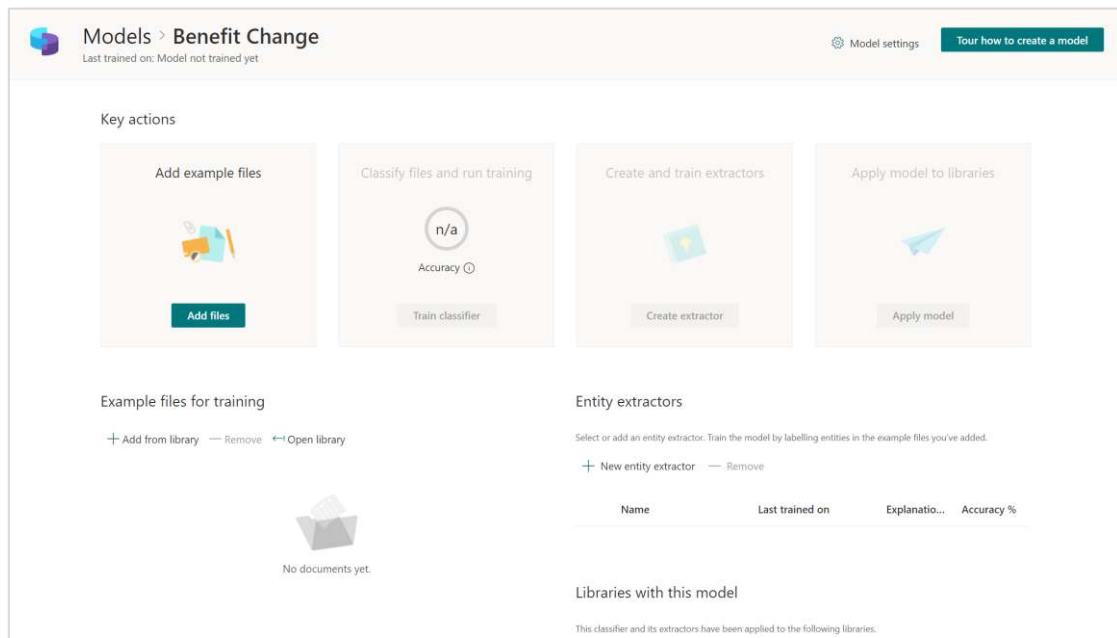 Models > Benefit Change
Last trained on: Model not trained yet
Model settings
Tour how to create a model
Key actions
Add example files
Add files
Classify files and run training
n/a
Accuracy
Train classifier
Create and train extractors
Create extractor
Apply model to libraries
Apply model
Example files for training
+ Add from library — Remove Open library
No documents yet.
Entity extractors
Select or add an entity extractor. Train the model by labelling entities in the example files you've added.
+ New entity extractor — Remove
Name Last trained on Explanatio... Accuracy %
Libraries with this model
This classifier and its extractors have been applied to the following libraries.